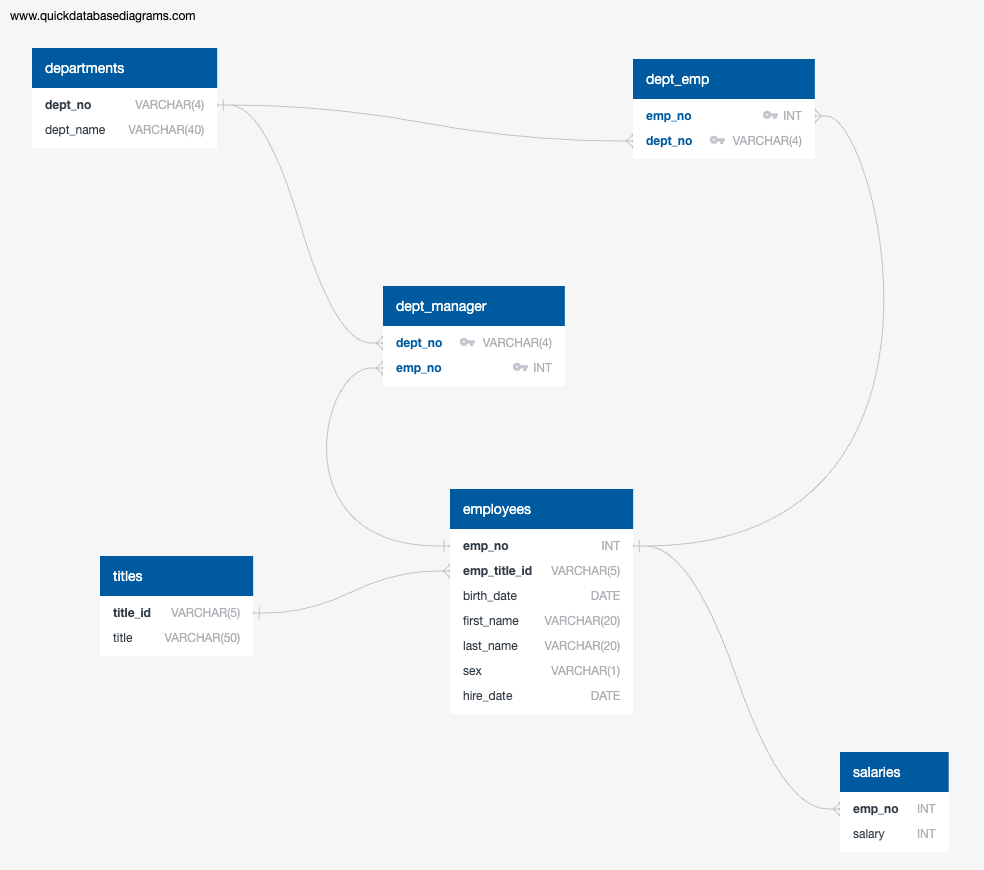 www.quickdatabasediagrams.com
departments
dept_no VARCHAR(4)
dept_name VARCHAR(40)
dept_emp
emp_no INT
dept_no VARCHAR(4)
dept_manager
dept_no VARCHAR(4)
emp_no INT
employees
emp_no INT
emp_title_id VARCHAR(5)
birth_date DATE
first_name VARCHAR(20)
last_name VARCHAR(20)
sex VARCHAR(1)
hire_date DATE
titles
title_id VARCHAR(5)
title VARCHAR(50)
salaries
emp_no INT
salary INT